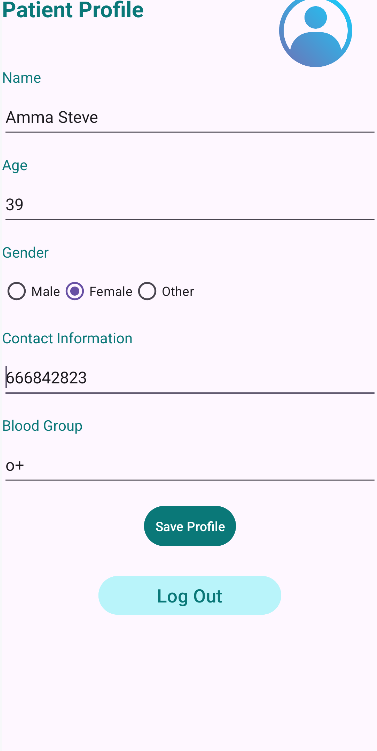 Patient Profile
Name
Amma Steve
Age
39
Gender
Male Female Other
Contact Information
666842823
Blood Group
o+
Save Profile
Log Out